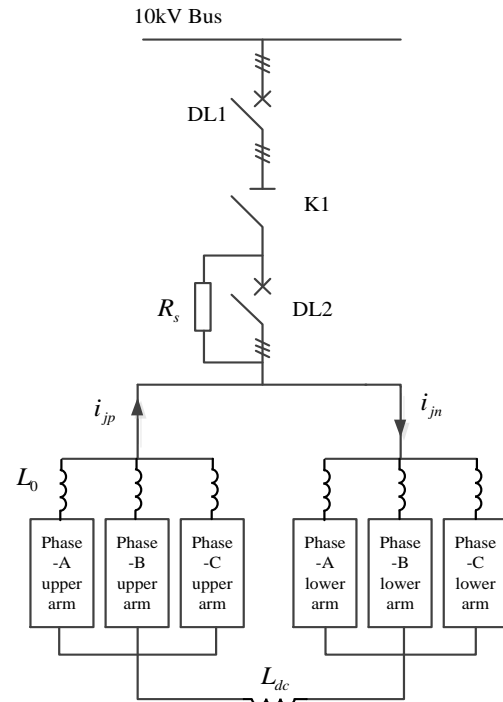 10kV Bus
DL1
K1
R_s
DL2
i_jp
i_jn
L_0
Phase
-A
upper
arm
Phase
-B
upper
arm
Phase
-C
upper
arm
Phase
-A
lower
arm
Phase
-B
lower
arm
Phase
-C
lower
arm
L_dc